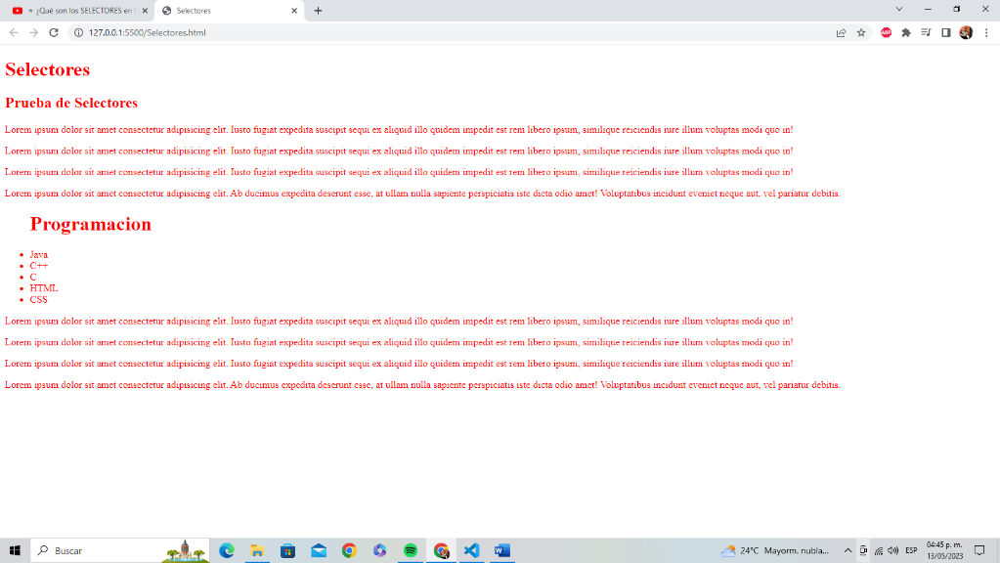 ¿Qué son los SELECTORES en
Selectores
127.0.0.1:5500/Selectores.html
ABP
Selectores
Prueba de Selectores
Lorem ipsum dolor sit amet consectetur adipisicing elit. Iusto fugiat expedita suscipit sequi ex aliquid illo quidem impedit est rem libero ipsum, similique reiciendis iure illum voluptas modi quo in!
Lorem ipsum dolor sit amet consectetur adipisicing elit. Iusto fugiat expedita suscipit sequi ex aliquid illo quidem impedit est rem libero ipsum, similique reiciendis iure illum voluptas modi quo in!
Lorem ipsum dolor sit amet consectetur adipisicing elit. Iusto fugiat expedita suscipit sequi ex aliquid illo quidem impedit est rem libero ipsum, similique reiciendis iure illum voluptas modi quo in!
Lorem ipsum dolor sit amet consectetur adipisicing elit. Ab ducimus expedita deserunt esse, at ullam nulla sapiente perspiciatis iste dicta odio amet! Voluptatibus incidunt eveniet neque aut, vel pariatur debitis.
Programacion
Java
C++
C
HTML
CSS
Lorem ipsum dolor sit amet consectetur adipisicing elit. Iusto fugiat expedita suscipit sequi ex aliquid illo quidem impedit est rem libero ipsum, similique reiciendis iure illum voluptas modi quo in!
Lorem ipsum dolor sit amet consectetur adipisicing elit. Iusto fugiat expedita suscipit sequi ex aliquid illo quidem impedit est rem libero ipsum, similique reiciendis iure illum voluptas modi quo in!
Lorem ipsum dolor sit amet consectetur adipisicing elit. Iusto fugiat expedita suscipit sequi ex aliquid illo quidem impedit est rem libero ipsum, similique reiciendis iure illum voluptas modi quo in!
Lorem ipsum dolor sit amet consectetur adipisicing elit. Ab ducimus expedita deserunt esse, at ullam nulla sapiente perspiciatis iste dicta odio amet! Voluptatibus incidunt eveniet neque aut, vel pariatur debitis.
Buscar
24°C Mayorm. nubla...
ESP
04:45 p. m.
13/05/2023